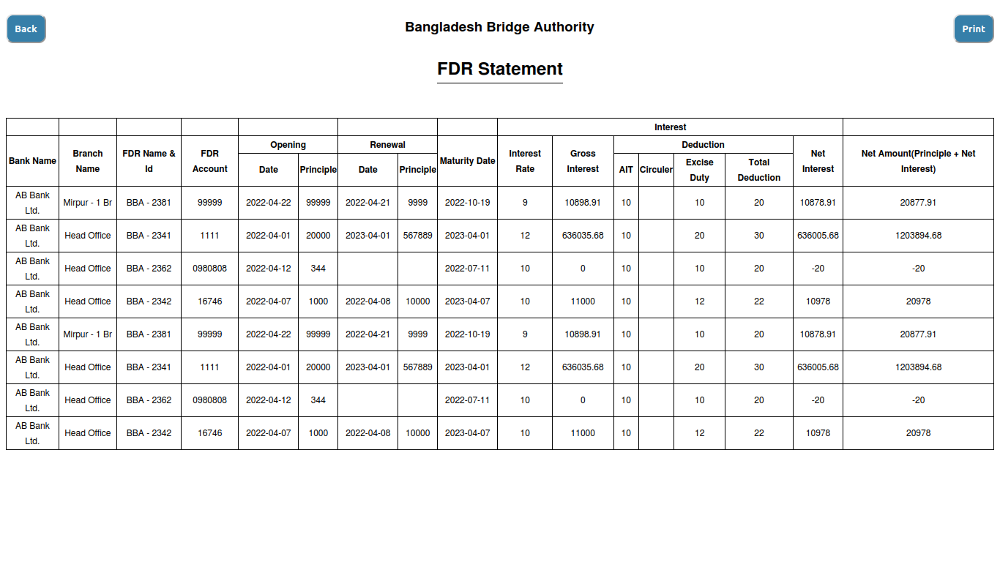 Back
Bangladesh Bridge Authority
Print
FDR Statement
Interest
Bank Name Branch Name FDR Name & Id FDR Account Opening Renewal Maturity Date Interest Rate Gross Interest Deduction Net Interest Net Amount(Principle + Net Interest)
Date Principle Date Principle AIT Circuler Excise Duty Total Deduction
AB Bank Ltd. Mirpur - 1 Br BBA - 2381 99999 2022-04-22 99999 2022-04-21 9999 2022-10-19 9 10898.91 10 10 20 10878.91 20877.91
AB Bank Ltd. Head Office BBA - 2341 1111 2022-04-01 20000 2023-04-01 567889 2023-04-01 12 636035.68 10 20 30 636005.68 1203894.68
AB Bank Ltd. Head Office BBA - 2362 0980808 2022-04-12 344 2022-07-11 10 0 10 10 20 -20 -20
AB Bank Ltd. Head Office BBA - 2342 16746 2022-04-07 1000 2022-04-08 10000 2023-04-07 10 11000 10 12 22 10978 20978
AB Bank Ltd. Mirpur - 1 Br BBA - 2381 99999 2022-04-22 99999 2022-04-21 9999 2022-10-19 9 10898.91 10 10 20 10878.91 20877.91
AB Bank Ltd. Head Office BBA - 2341 1111 2022-04-01 20000 2023-04-01 567889 2023-04-01 12 636035.68 10 20 30 636005.68 1203894.68
AB Bank Ltd. Head Office BBA - 2362 0980808 2022-04-12 344 2022-07-11 10 0 10 10 20 -20 -20
AB Bank Ltd. Head Office BBA - 2342 16746 2022-04-07 1000 2022-04-08 10000 2023-04-07 10 11000 10 12 22 10978 20978